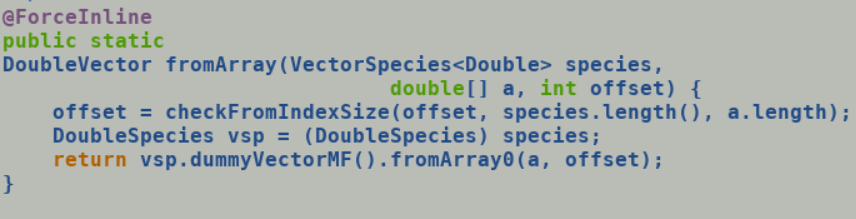 @ForceInline
public static
DoubleVector fromArray(VectorSpecies<Double> species,
                               double[] a, int offset) {
    offset = checkFromIndexSize(offset, species.length(), a.length);
    DoubleSpecies vsp = (DoubleSpecies) species;
    return vsp.dummyVectorMF().fromArray0(a, offset);
}